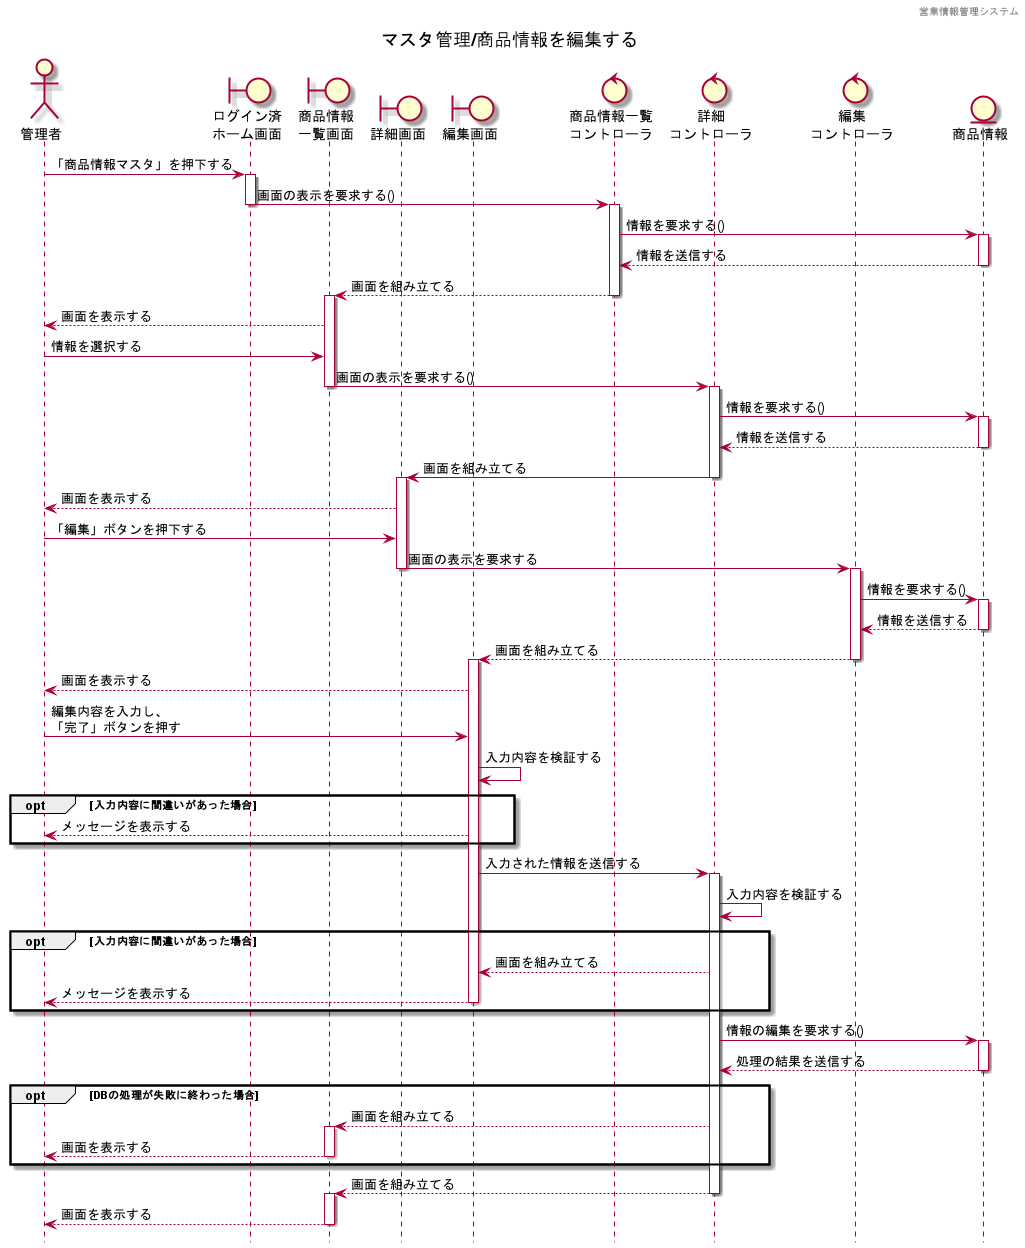 営業情報管理システム
マスタ管理/商品情報を編集する
管理者
ログイン済
ホーム画面
商品情報
一覧画面
詳細画面
編集画面
商品情報一覧
コントローラ
詳細
コントローラ
編集
コントローラ
商品情報
「商品情報マスタ」を押下する
画面の表示を要求する()
情報を要求する()
情報を送信する
画面を組み立てる
画面を表示する
情報を選択する
画面の表示を要求する()
情報を要求する()
情報を送信する
画面を組み立てる
画面を表示する
「編集」ボタンを押下する
画面の表示を要求する
情報を要求する()
情報を送信する
画面を組み立てる
画面を表示する
編集内容を入力し、
「完了」ボタンを押す
入力内容を検証する
opt [入力内容に間違いがあった場合]
メッセージを表示する
入力された情報を送信する
入力内容を検証する
opt [入力内容に間違いがあった場合]
画面を組み立てる
メッセージを表示する
情報の編集を要求する()
処理の結果を送信する
opt [DBの処理が失敗に終わった場合]
画面を組み立てる
画面を表示する
画面を組み立てる
画面を表示する